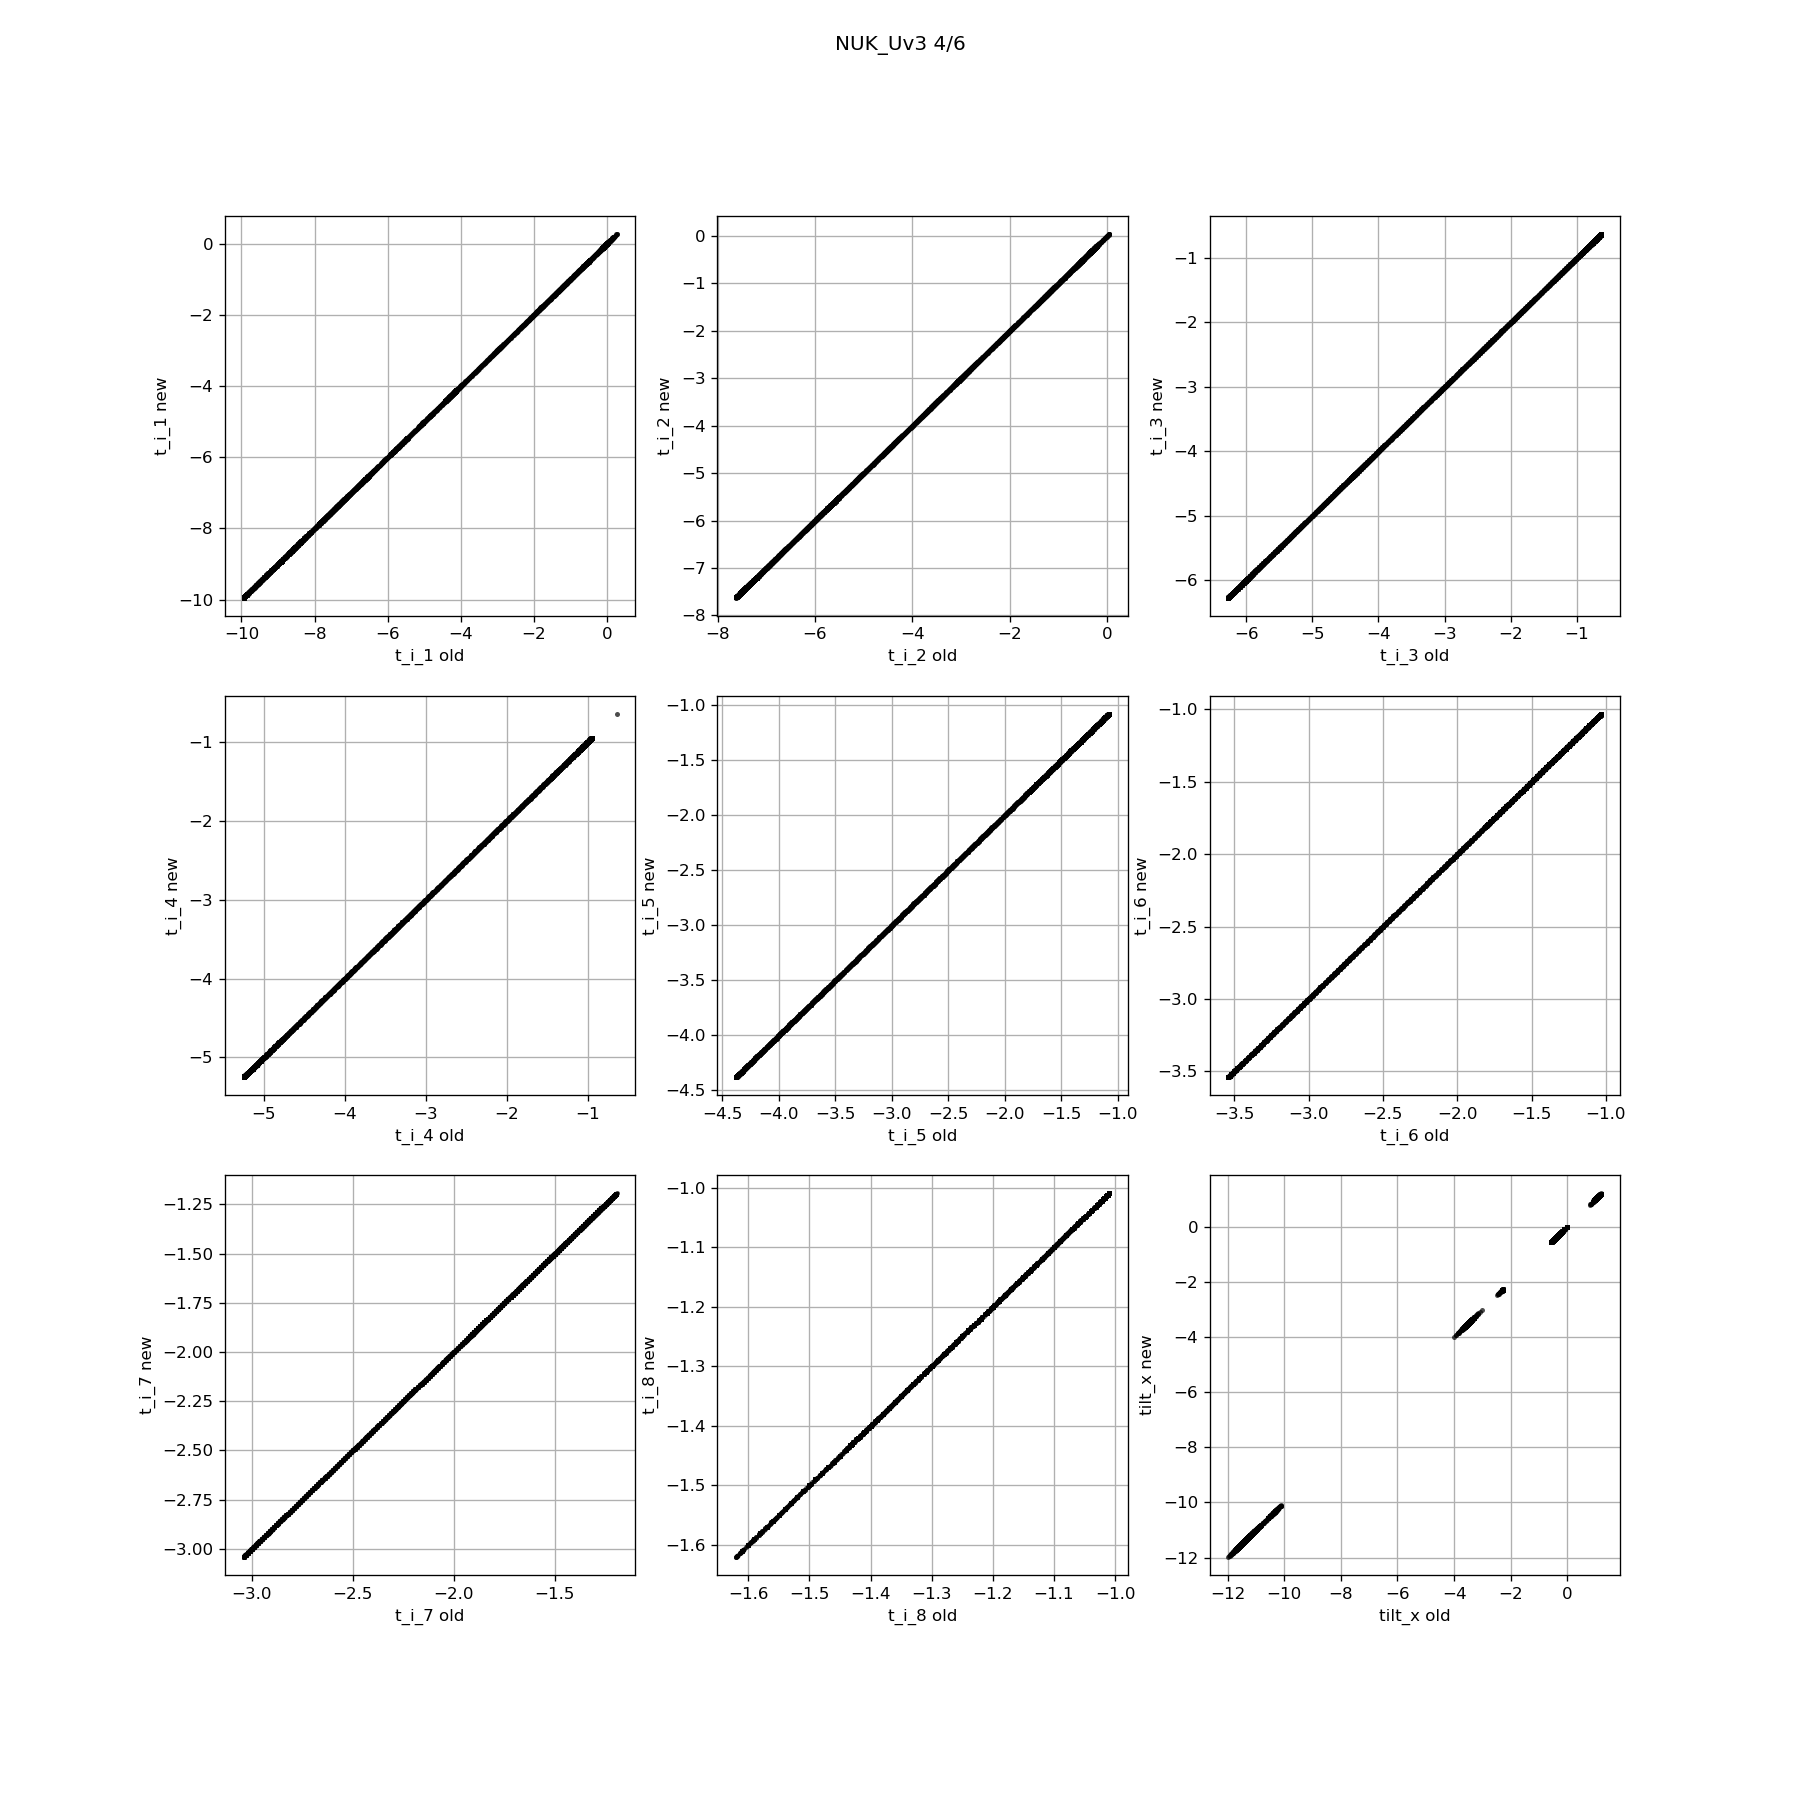 NUK_Uv3 4/6
0
−2
−4
−6
−8
−10
t_i_1 new
−10 −8 −6 −4 −2 0
t_i_1 old
0
−1
−2
−3
−4
−5
−6
−7
−8
t_i_2 new
−8 −6 −4 −2 0
t_i_2 old
−1
−2
−3
−4
−5
−6
t_i_3 new
−6 −5 −4 −3 −2 −1
t_i_3 old
−1
−2
−3
−4
−5
t_i_4 new
−5 −4 −3 −2 −1
t_i_4 old
−1.0
−1.5
−2.0
−2.5
−3.0
−3.5
−4.0
−4.5
t_i_5 new
−4.5 −4.0 −3.5 −3.0 −2.5 −2.0 −1.5 −1.0
t_i_5 old
−1.0
−1.5
−2.0
−2.5
−3.0
−3.5
t_i_6 new
−3.5 −3.0 −2.5 −2.0 −1.5 −1.0
t_i_6 old
−1.25
−1.50
−1.75
−2.00
−2.25
−2.50
−2.75
−3.00
t_i_7 new
−3.0 −2.5 −2.0 −1.5
t_i_7 old
−1.0
−1.1
−1.2
−1.3
−1.4
−1.5
−1.6
t_i_8 new
−1.6 −1.5 −1.4 −1.3 −1.2 −1.1 −1.0
t_i_8 old
0
−2
−4
−6
−8
−10
−12
tilt_x new
−12 −10 −8 −6 −4 −2 0
tilt_x old